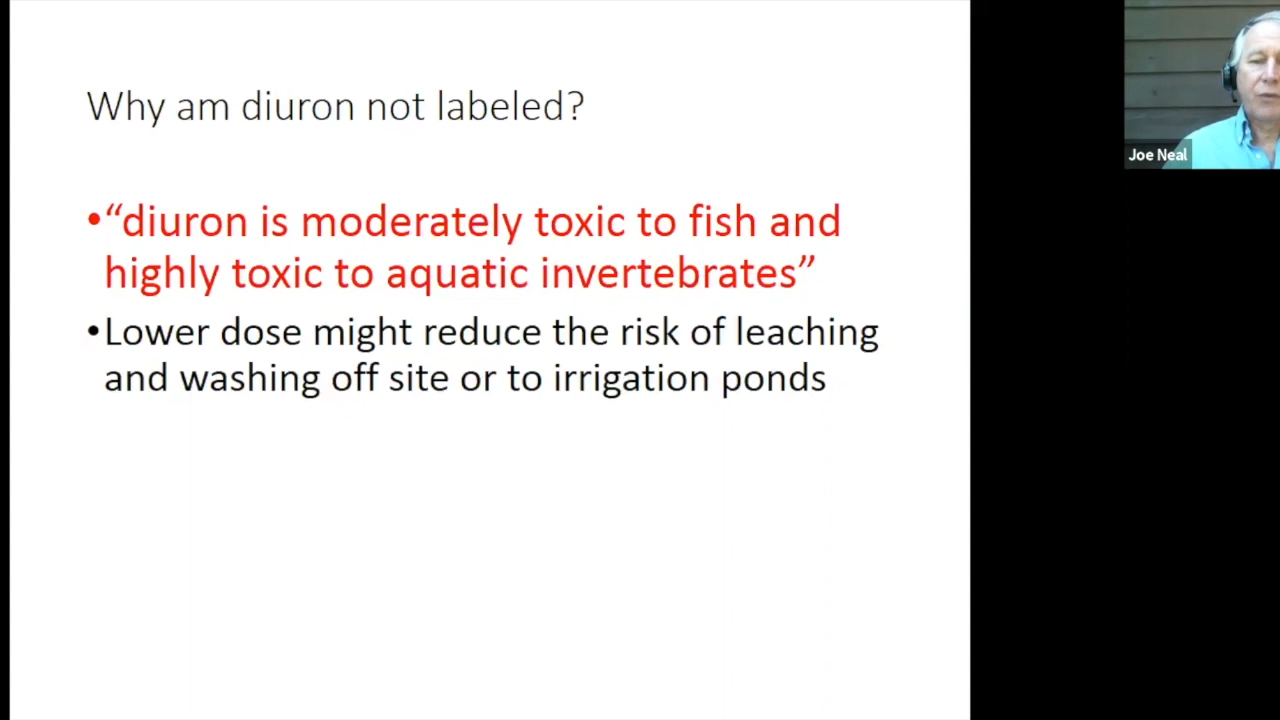 Why am diuron not labeled?
•“diuron is moderately toxic to fish and
highly toxic to aquatic invertebrates”
•Lower dose might reduce the risk of leaching
and washing off site or to irrigation ponds
Joe Neal